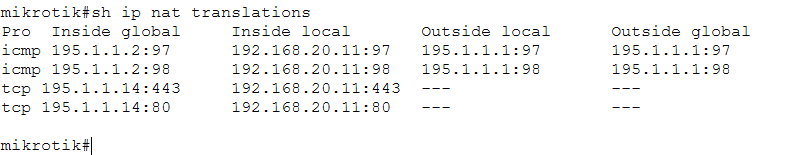 mikrotik#sh ip nat translations
Pro  Inside global     Inside local       Outside local      Outside global
icmp 195.1.1.2:97      192.168.20.11:97   195.1.1.1:97       195.1.1.1:97
icmp 195.1.1.2:98      192.168.20.11:98   195.1.1.1:98       195.1.1.1:98
tcp 195.1.1.14:443     192.168.20.11:443  ---                ---
tcp 195.1.1.14:80      192.168.20.11:80   ---                ---
mikrotik#